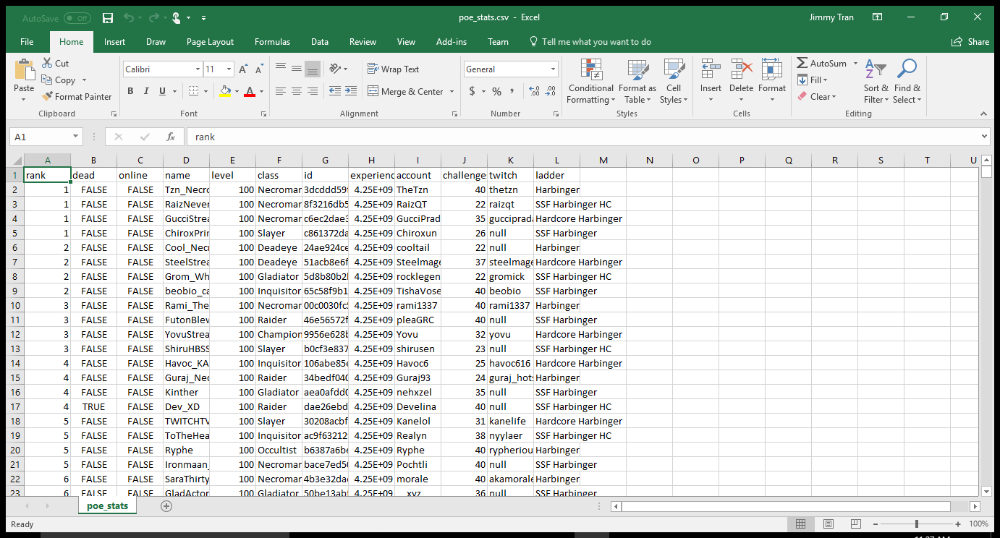 AutoSave Off poe_stats.csv - Excel Jimmy Tran
File Home Insert Draw Page Layout Formulas Data Review View Add-ins Team Tell me what you want to do Share
Paste Cut Copy Format Painter Clipboard
Calibri 11 B I U Font
Wrap Text Merge & Center Alignment
General $ % , Number
Conditional Formatting Format as Table Cell Styles Styles
Insert Delete Format Cells
AutoSum Fill Clear Sort & Filter Find & Select Editing
A1 fx rank
A B C D E F G H I J K L M N O P Q R S T U
1 rank dead online name level class id experienc account challenge twitch ladder
2 1 FALSE FALSE Tzn_Necro 100 Necroman 3dcddd59 4.25E+09 TheTzn 40 thetzn Harbinger
3 1 FALSE FALSE RaizNever 100 Necroman 8f3216db5 4.25E+09 RaizQT 22 raizqt SSF Harbinger HC
4 1 FALSE FALSE GucciStrea 100 Necroman c6ec2dae3 4.25E+09 GucciPrad 35 gucciprada Hardcore Harbinger
5 1 FALSE FALSE ChiroxPrir 100 Slayer c861372da 4.25E+09 Chiroxun 26 null SSF Harbinger
6 2 FALSE FALSE Cool_Necr 100 Deadeye 24ae924ce 4.25E+09 cooltail 22 null Harbinger
7 2 FALSE FALSE SteelStrea 100 Deadeye 51acb8e6f 4.25E+09 Steelmage 37 steelmage Hardcore Harbinger
8 2 FALSE FALSE Grom_Wh 100 Gladiator 5d8b80b2 4.25E+09 rocklegen 22 gromick SSF Harbinger HC
9 2 FALSE FALSE beobio_ca 100 Inquisitor 65c58f9b1 4.25E+09 TishaVose 40 beobio SSF Harbinger
10 3 FALSE FALSE Rami_The 100 Necroman 00c0030fc 4.25E+09 rami1337 40 rami1337 Harbinger
11 3 FALSE FALSE FutonBlew 100 Raider 46e56572f 4.25E+09 pleaGRC 40 null SSF Harbinger
12 3 FALSE FALSE YovuStrea 100 Champion 9956e628b 4.25E+09 Yovu 32 yovu Hardcore Harbinger
13 3 FALSE FALSE ShiruHBSS 100 Slayer b0cf3e837 4.25E+09 shirusen 23 null SSF Harbinger HC
14 4 FALSE FALSE Havoc_KA 100 Inquisitor 106abe85e 4.25E+09 Havoc6 25 havoc616 Hardcore Harbinger
15 4 FALSE FALSE Guraj_Nec 100 Raider 34bedf040 4.25E+09 Guraj93 24 guraj_hots Harbinger
16 4 FALSE FALSE Kinther 100 Gladiator aea0afdd0 4.25E+09 nehxzel 35 null SSF Harbinger
17 4 TRUE FALSE Dev_XD 100 Raider dae26ebd 4.25E+09 Develina 40 null SSF Harbinger HC
18 5 FALSE FALSE TWITCHTV 100 Slayer 30208acbf 4.25E+09 Kanelol 31 kanelife Hardcore Harbinger
19 5 FALSE FALSE ToTheHea 100 Inquisitor ac9f63212 4.25E+09 Realyn 38 nyylaer SSF Harbinger HC
20 5 FALSE FALSE Ryphe 100 Occultist b6387a6be 4.25E+09 Ryphe 40 rypheriou Harbinger
21 5 FALSE FALSE Ironmaan_ 100 Necroman bace7ed50 4.25E+09 Pochtli 40 null SSF Harbinger
22 6 FALSE FALSE SaraThirty 100 Necroman 4b3e32dae 4.25E+09 morale 40 akamorale Harbinger
23 6 FALSE FALSE GladActor 100 Gladiator 50be13abf 4.25E+09 xyz 36 null SSF Harbinger
poe_stats
Ready 100%